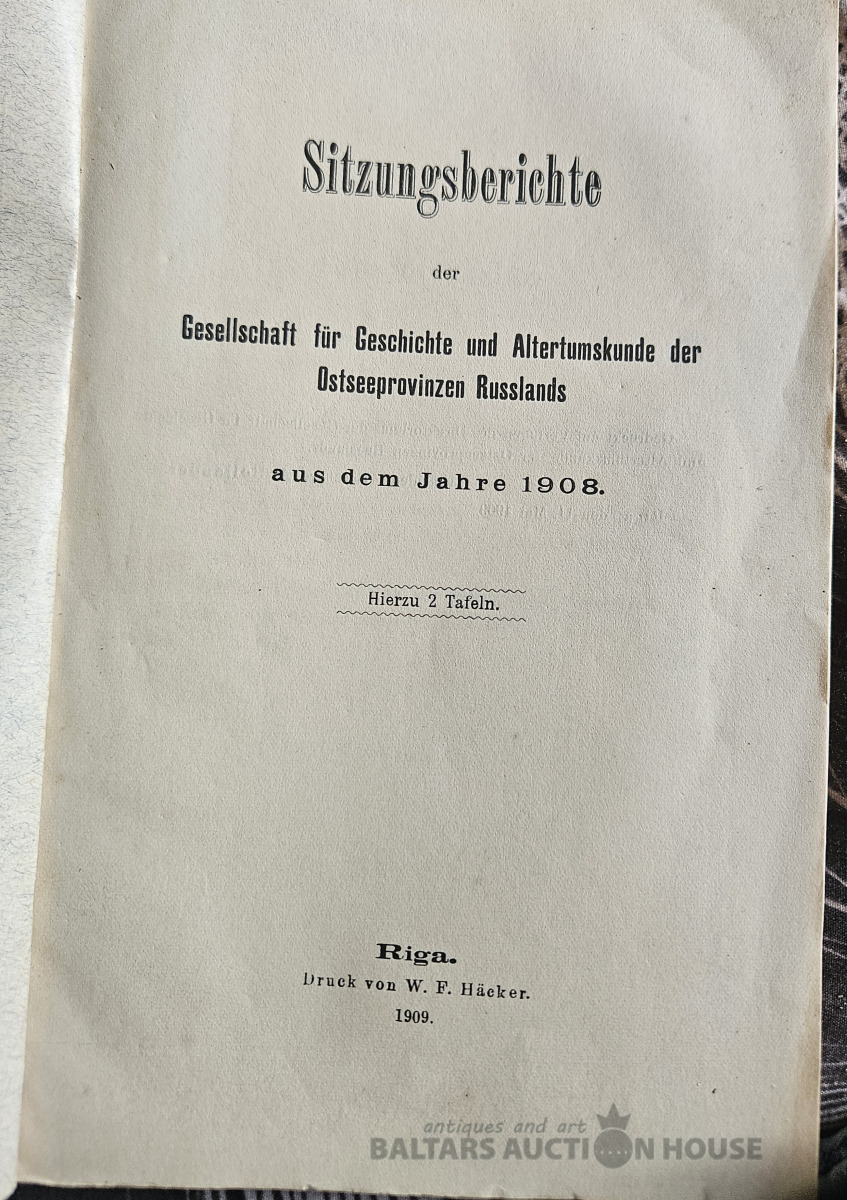 Sitzungsberichte
der
Gesellschaft für Geschichte und Altertumskunde der
Ostseeprovinzen Russlands
aus dem Jahre 1908.
Hierzu 2 Tafeln.
Riga.
Druck von W. F. Häcker.
1909.
antiques and art
BALTARS AUCTION HOUSE